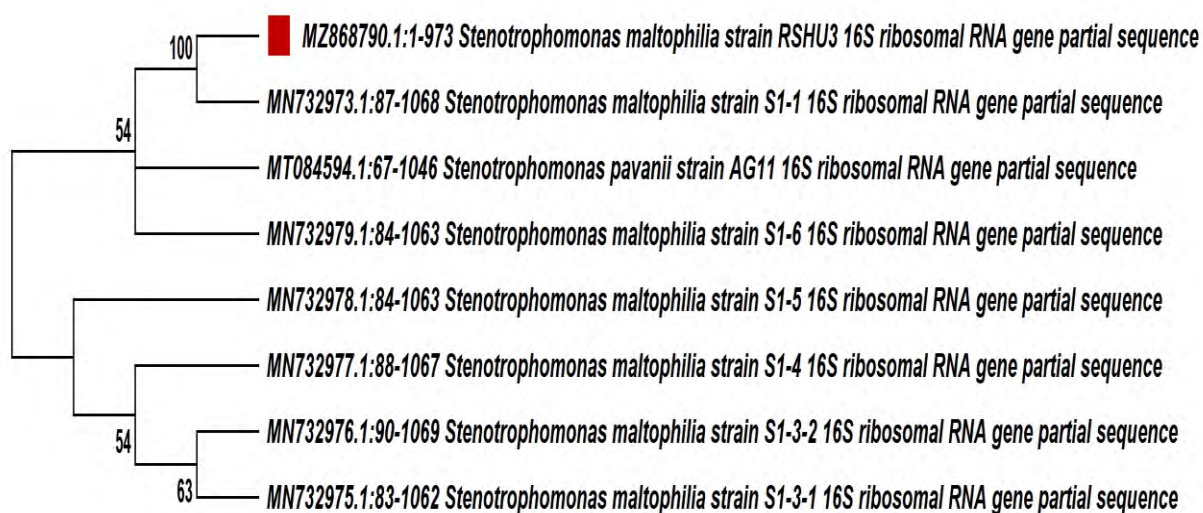 100
MZ868790.1:1-973 Stenotrophomonas maltophilia strain RSHU3 16S ribosomal RNA gene partial sequence
MN732973.1:87-1068 Stenotrophomonas maltophilia strain S1-1 16S ribosomal RNA gene partial sequence
54
MT084594.1:67-1046 Stenotrophomonas pavanii strain AG11 16S ribosomal RNA gene partial sequence
MN732979.1:84-1063 Stenotrophomonas maltophilia strain S1-6 16S ribosomal RNA gene partial sequence
MN732978.1:84-1063 Stenotrophomonas maltophilia strain S1-5 16S ribosomal RNA gene partial sequence
MN732977.1:88-1067 Stenotrophomonas maltophilia strain S1-4 16S ribosomal RNA gene partial sequence
54
MN732976.1:90-1069 Stenotrophomonas maltophilia strain S1-3-2 16S ribosomal RNA gene partial sequence
63
MN732975.1:83-1062 Stenotrophomonas maltophilia strain S1-3-1 16S ribosomal RNA gene partial sequence